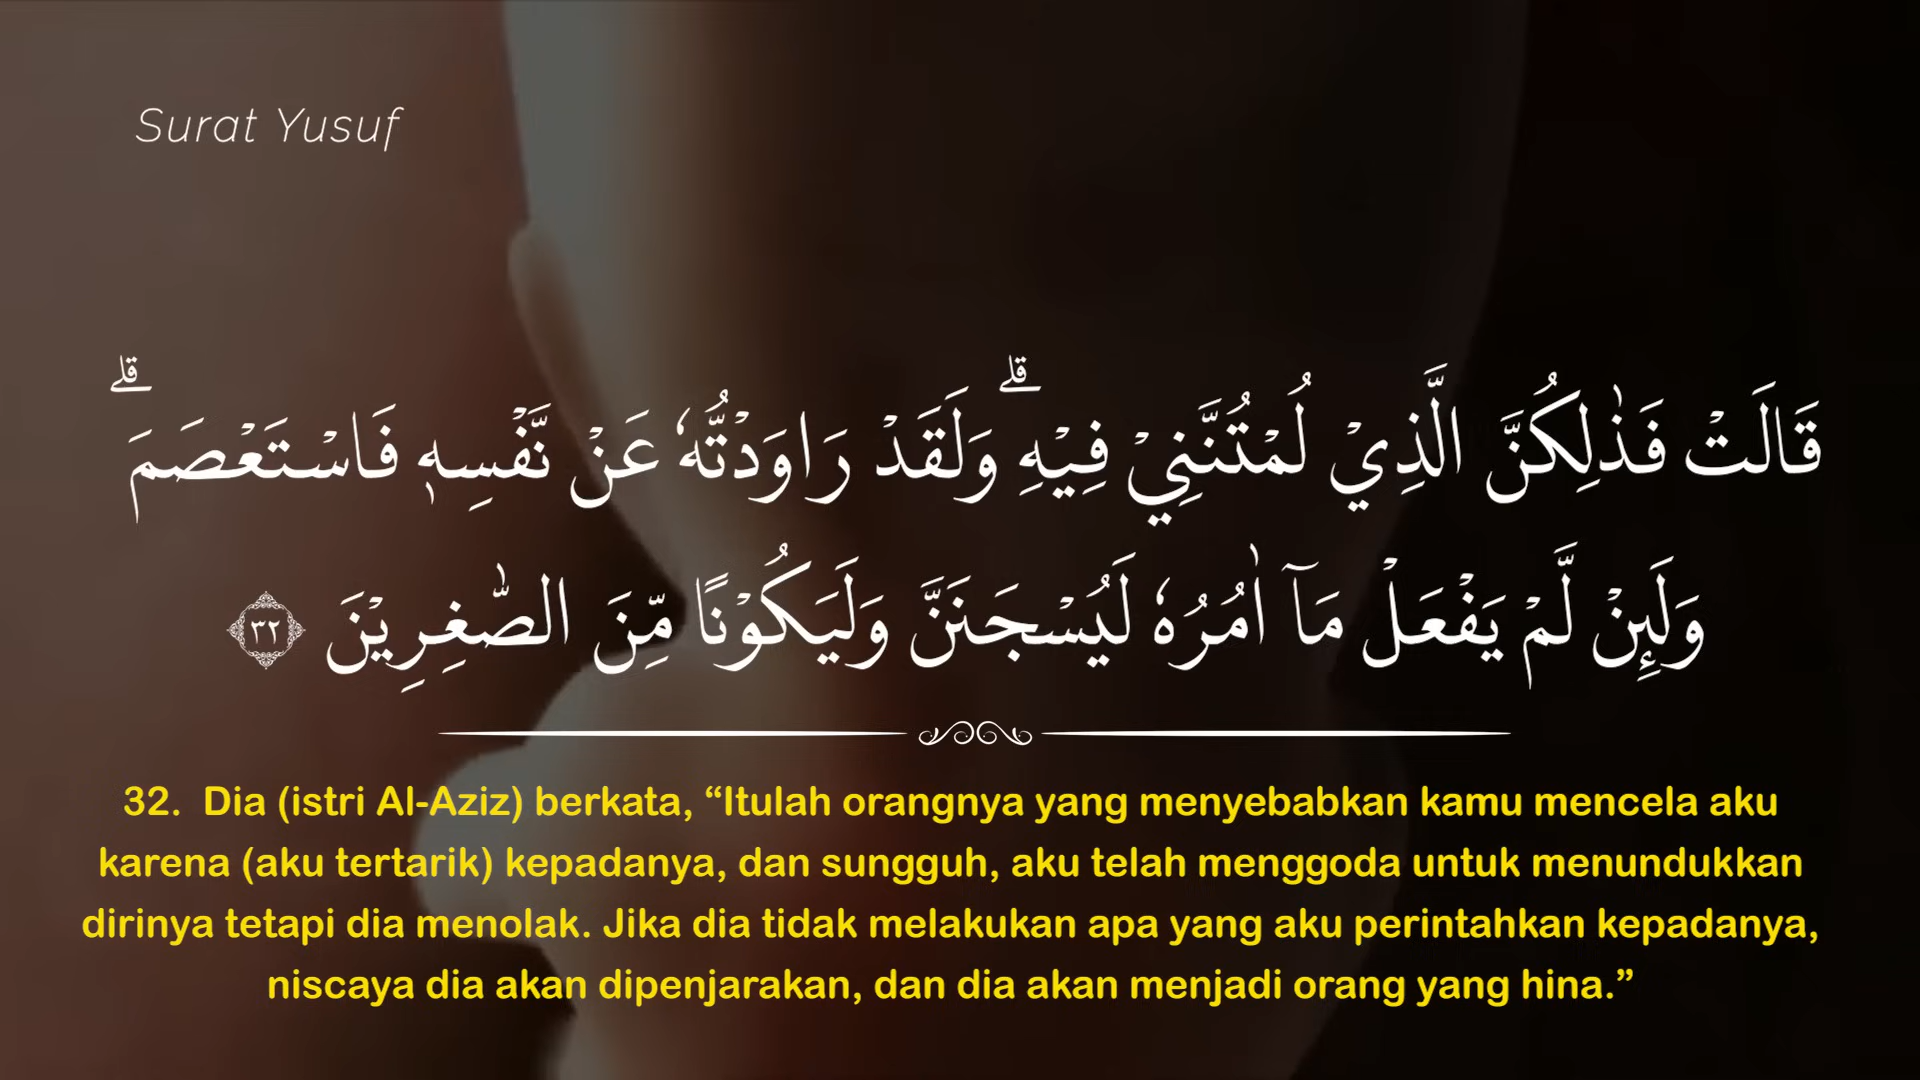 Surat Yusuf
قَالَتْ فَذٰلِكُنَّ الَّذِيْ لُمْتُنَّنِيْ فِيْهِ ۗوَلَقَدْ رَاوَدْتُّهٗ عَنْ نَّفْسِهٖ فَاسْتَعْصَمَ ۗ
وَلَىِٕنْ لَّمْ يَفْعَلْ مَآ اٰمُرُهٗ لَيُسْجَنَنَّ وَلَيَكُوْنًا مِّنَ الصّٰغِرِيْنَ ٣٢
32. Dia (istri Al-Aziz) berkata, “Itulah orangnya yang menyebabkan kamu mencela aku
karena (aku tertarik) kepadanya, dan sungguh, aku telah menggoda untuk menundukkan
dirinya tetapi dia menolak. Jika dia tidak melakukan apa yang aku perintahkan kepadanya,
niscaya dia akan dipenjarakan, dan dia akan menjadi orang yang hina.”